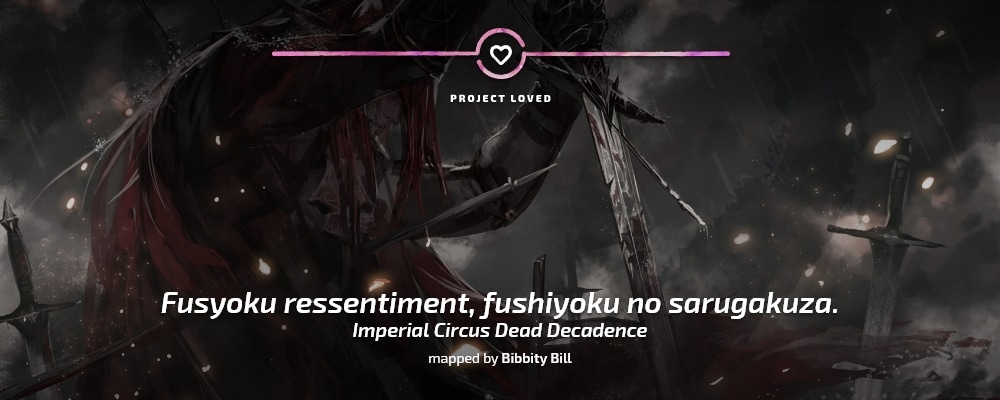 PROJECT LOVED
Fusyoku ressentiment, fushiyoku no sarugakuza.
Imperial Circus Dead Decadence
mapped by Bibbity Bill